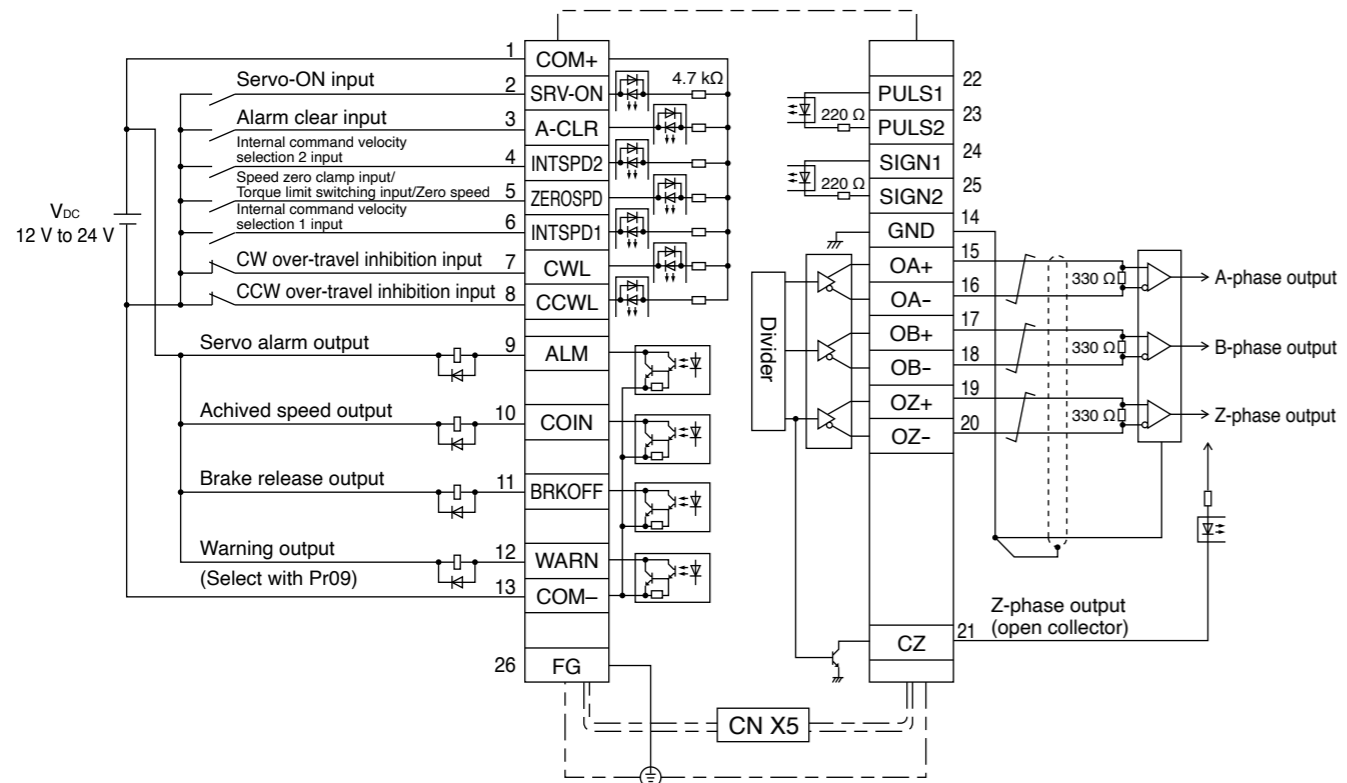 1
COM+
Servo-ON input
2
SRV-ON
4.7 kΩ
Alarm clear input
3
A-CLR
Internal command velocity
selection 2 input
4
INTSPD2
Speed zero clamp input/
Torque limit switching input/Zero speed
5
ZEROSPD
Internal command velocity
selection 1 input
6
INTSPD1
CW over-travel inhibition input
7
CWL
CCW over-travel inhibition input
8
CCWL
VDC
12 V to 24 V
Servo alarm output
9
ALM
Achived speed output
10
COIN
Brake release output
11
BRKOFF
Warning output
(Select with Pr09)
12
WARN
13
COM–
26
FG
CN X5
22
PULS1
220 Ω
23
PULS2
24
SIGN1
220 Ω
25
SIGN2
14
GND
15
OA+
16
OA–
330 Ω
A-phase output
17
OB+
18
OB–
330 Ω
B-phase output
19
OZ+
20
OZ–
330 Ω
Z-phase output
Divider
Z-phase output
(open collector)
21
CZ